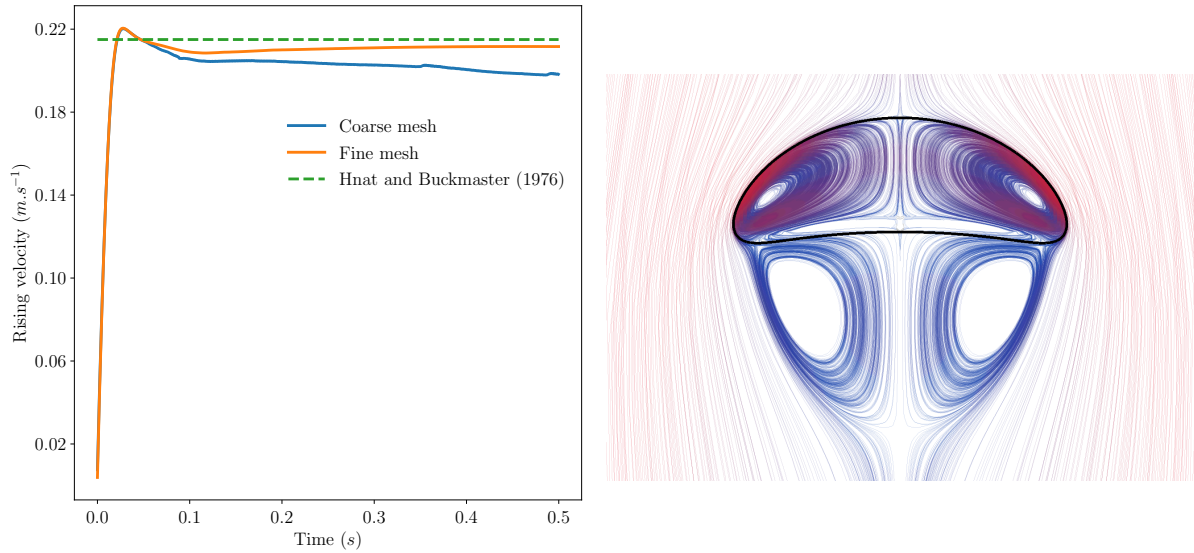 0.22
0.18
0.14
0.10
0.06
0.02
Rising velocity (m.s⁻¹)
Coarse mesh
Fine mesh
Hnat and Buckmaster (1976)
0.0 0.1 0.2 0.3 0.4 0.5
Time (s)